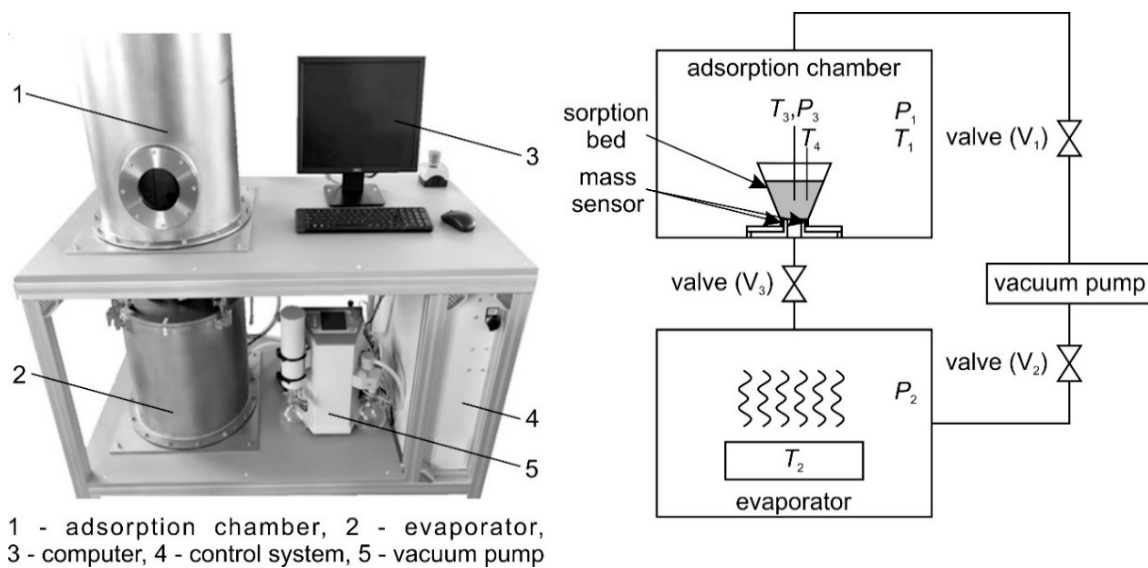 1
2
3
4
5
1 - adsorption chamber, 2 - evaporator,
3 - computer, 4 - control system, 5 - vacuum pump
adsorption chamber
sorption
bed
T₃,P₃
T₄
P₁
T₁
mass
sensor
valve (V₁)
valve (V₃)
vacuum pump
valve (V₂)
P₂
T₂
evaporator